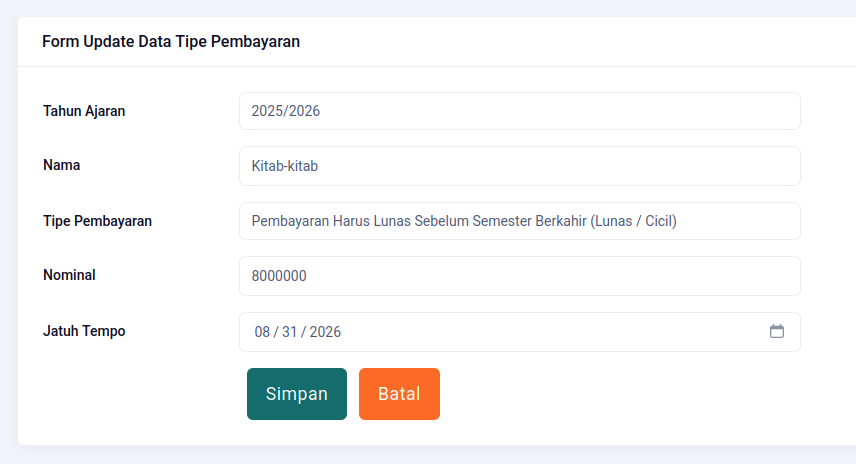 Form Update Data Tipe Pembayaran
Tahun Ajaran 2025/2026
Nama Kitab-kitab
Tipe Pembayaran Pembayaran Harus Lunas Sebelum Semester Berkahir (Lunas / Cicil)
Nominal 8000000
Jatuh Tempo 08 / 31 / 2026
Simpan Batal